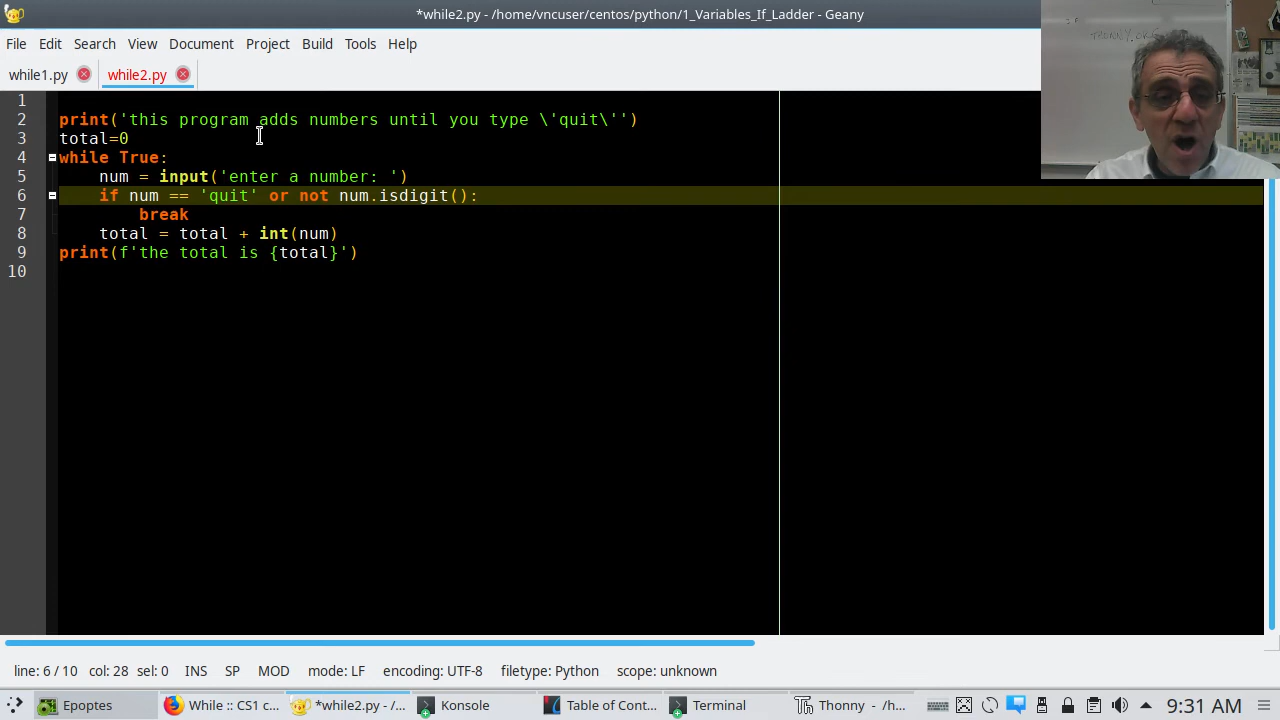 *while2.py - /home/vncuser/centos/python/1_Variables_If_Ladder - Geany
File Edit Search View Document Project Build Tools Help
while1.py while2.py
1
2 print('this program adds numbers until you type \'quit\'')
3 total=0
4 while True:
5     num = input('enter a number: ')
6     if num == 'quit' or not num.isdigit():
7         break
8     total = total + int(num)
9 print(f'the total is {total}')
10
line: 6 / 10 col: 28 sel: 0 INS SP MOD mode: LF encoding: UTF-8 filetype: Python scope: unknown
Epoptes While :: CS1 c... *while2.py - /... Konsole Table of Cont... Terminal Thonny - /h... 9:31 AM
THONNY.ORG